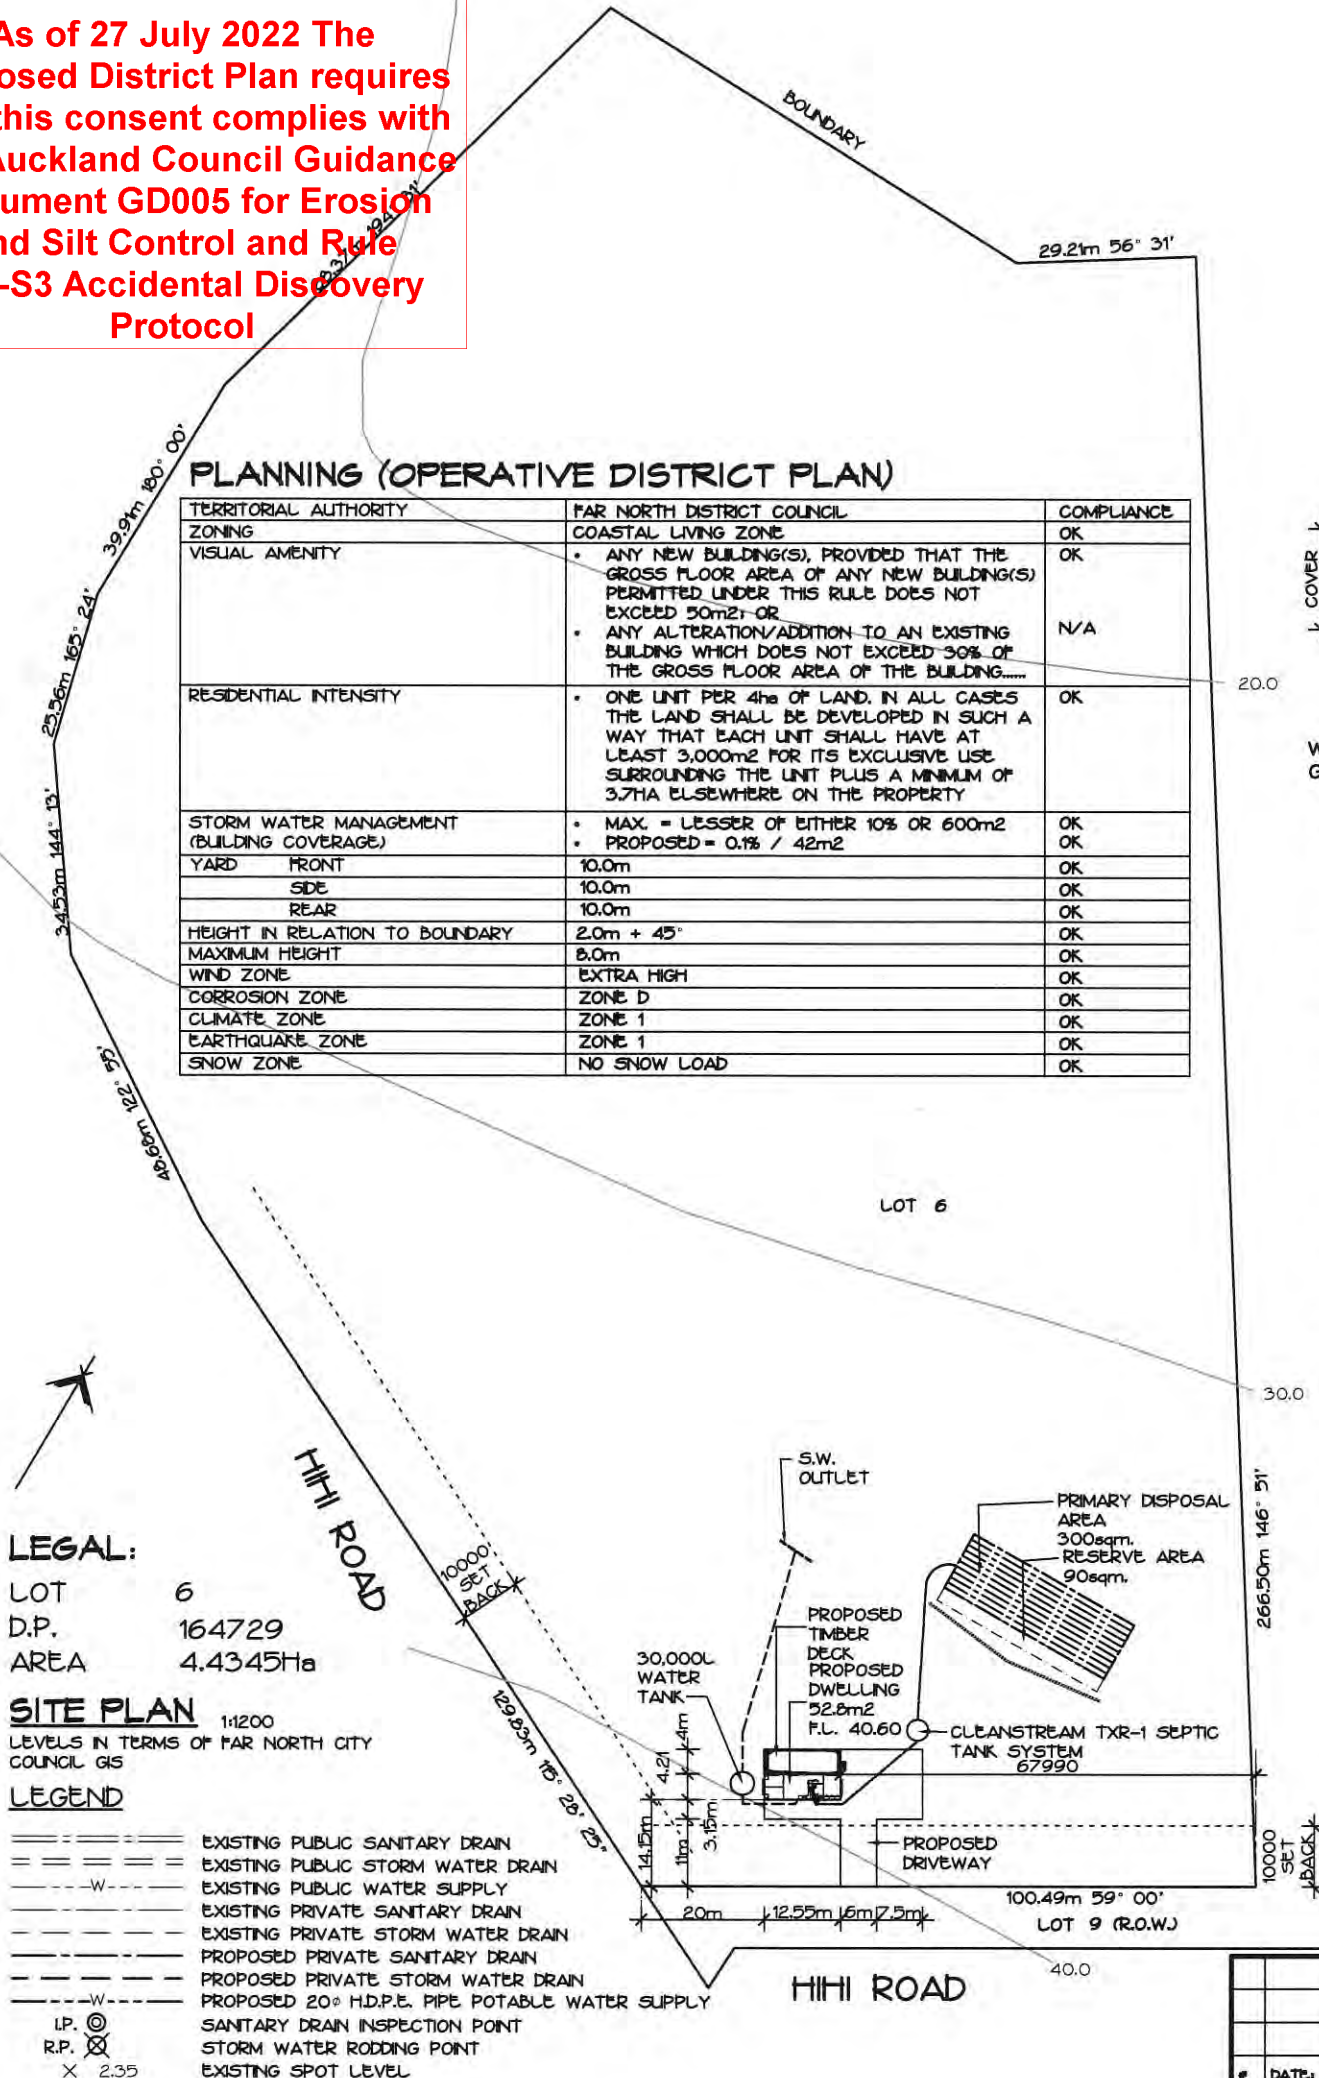 As of 27 July 2022 The
osed District Plan requires
this consent complies with
Auckland Council Guidance
ument GD005 for Erosion
nd Silt Control and Rule
-S3 Accidental Discovery
Protocol
BOUNDARY
29.21m 56° 31'
39.91m 180° 00'
25.56m 165° 24'
34.53m 144° 13'
48.68m 122° 55'
PLANNING (OPERATIVE DISTRICT PLAN)
TERRITORIAL AUTHORITY FAR NORTH DISTRICT COUNCIL COMPLIANCE
ZONING COASTAL LIVING ZONE OK
VISUAL AMENITY • ANY NEW BUILDING(S), PROVIDED THAT THE OK
GROSS FLOOR AREA OF ANY NEW BUILDING(S)
PERMITTED UNDER THIS RULE DOES NOT
EXCEED 50m2; OR
• ANY ALTERATION/ADDITION TO AN EXISTING N/A
BUILDING WHICH DOES NOT EXCEED 30% OF
THE GROSS FLOOR AREA OF THE BUILDING......
RESIDENTIAL INTENSITY • ONE UNIT PER 4ha OF LAND. IN ALL CASES OK
THE LAND SHALL BE DEVELOPED IN SUCH A
WAY THAT EACH UNIT SHALL HAVE AT
LEAST 3,000m2 FOR ITS EXCLUSIVE USE
SURROUNDING THE UNIT PLUS A MINIMUM OF
3.7HA ELSEWHERE ON THE PROPERTY
STORM WATER MANAGEMENT • MAX. = LESSER OF EITHER 10% OR 600m2 OK
(BUILDING COVERAGE) • PROPOSED = 0.1% / 42m2 OK
YARD FRONT 10.0m OK
SIDE 10.0m OK
REAR 10.0m OK
HEIGHT IN RELATION TO BOUNDARY 2.0m + 45° OK
MAXIMUM HEIGHT 8.0m OK
WIND ZONE EXTRA HIGH OK
CORROSION ZONE ZONE D OK
CLIMATE ZONE ZONE 1 OK
EARTHQUAKE ZONE ZONE 1 OK
SNOW ZONE NO SNOW LOAD OK
COVER
20.0
W
G
LOT 6
30.0
HIHI ROAD
10000
SET
BACK
129.83m 115° 28' 25"
266.50m 146° 51'
S.W.
OUTLET
PRIMARY DISPOSAL
AREA
300sqm.
RESERVE AREA
90sqm.
PROPOSED
TIMBER
DECK
PROPOSED
DWELLING
52.8m2
F.L. 40.60
30,000L
WATER
TANK
CLEANSTREAM TXR-1 SEPTIC
TANK SYSTEM
67990
4m
4.21
3.15m
11m
14.15m
PROPOSED
DRIVEWAY
10000
SET
BACK
20m 12.55m 6m 7.5m
100.49m 59° 00'
LOT 9 (R.O.W.)
40.0
HIHI ROAD
LEGAL:
LOT 6
D.P. 164729
AREA 4.4345Ha
SITE PLAN 1:1200
LEVELS IN TERMS OF FAR NORTH CITY
COUNCIL GIS
LEGEND
EXISTING PUBLIC SANITARY DRAIN
EXISTING PUBLIC STORM WATER DRAIN
W EXISTING PUBLIC WATER SUPPLY
EXISTING PRIVATE SANITARY DRAIN
EXISTING PRIVATE STORM WATER DRAIN
PROPOSED PRIVATE SANITARY DRAIN
PROPOSED PRIVATE STORM WATER DRAIN
W PROPOSED 20ø H.D.P.E. PIPE POTABLE WATER SUPPLY
I.P. SANITARY DRAIN INSPECTION POINT
R.P. STORM WATER RODDING POINT
X 2.35 EXISTING SPOT LEVEL
DATE: